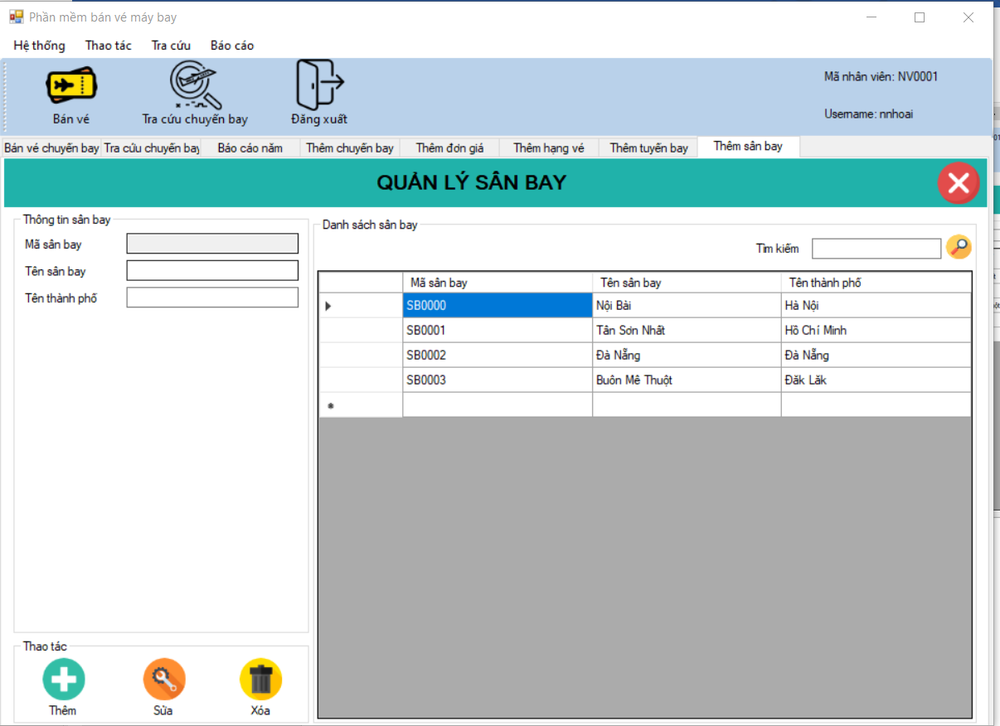 Phần mềm bán vé máy bay
Hệ thống Thao tác Tra cứu Báo cáo
Bán vé Tra cứu chuyến bay Đăng xuất
Mã nhân viên: NV0001
Username: nnhoai
Bán vé chuyến bay Tra cứu chuyến bay Báo cáo năm Thêm chuyến bay Thêm đơn giá Thêm hạng vé Thêm tuyến bay Thêm sân bay
QUẢN LÝ SÂN BAY
Thông tin sân bay
Mã sân bay
Tên sân bay
Tên thành phố
Danh sách sân bay
Tìm kiếm
Mã sân bay Tên sân bay Tên thành phố
SB0000 Nội Bài Hà Nội
SB0001 Tân Sơn Nhất Hồ Chí Minh
SB0002 Đà Nẵng Đà Nẵng
SB0003 Buôn Mê Thuột Đăk Lăk
Thao tác
Thêm Sửa Xóa